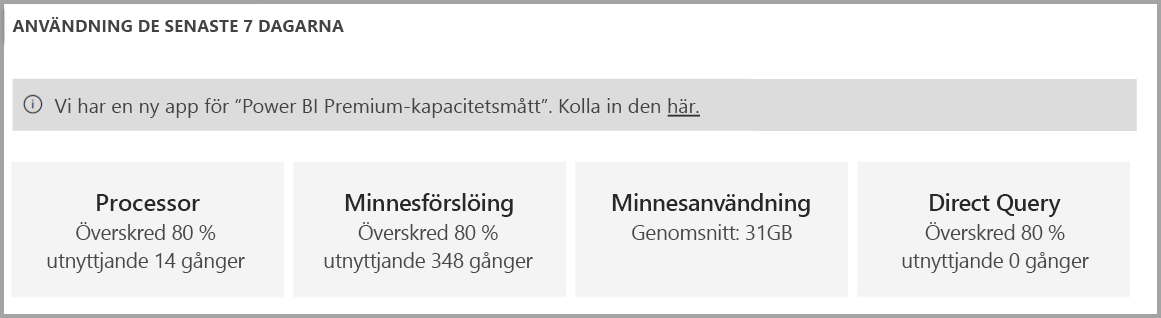 ANVÄNDNING DE SENASTE 7 DAGARNA
Vi har en ny app för “Power BI Premium-kapacitetsmått”. Kolla in den här.
Processor
Överskred 80 %
utnyttjande 14 gånger
Minnesförslöing
Överskred 80 %
utnyttjande 348 gånger
Minnesanvändning
Genomsnitt: 31GB
Direct Query
Överskred 80 %
utnyttjande 0 gånger